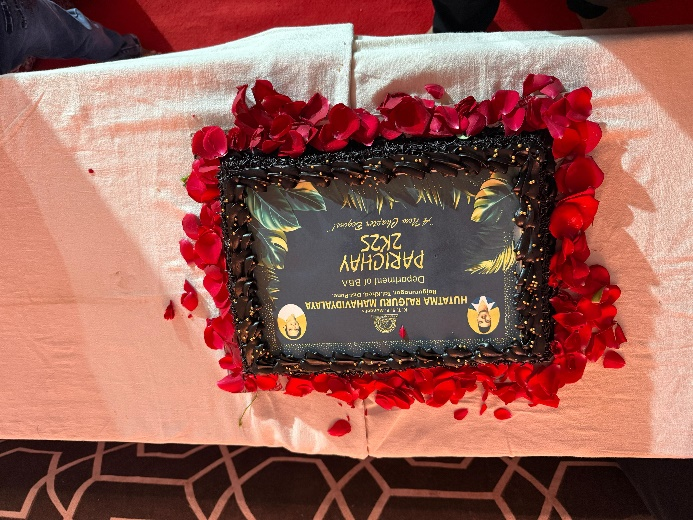 HUTATMA RAJGURU MAHAVIDYALAYA
Rajgurunagar, Tal.Khed, Dist.Pune.
Department of BBA
PARICHAY
2K25
"A New Chapter Begins!"